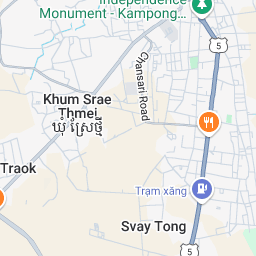 Independence
Monument - Kampong...
5
Chansari Road
Khum Srae
Thmei
ឃុំ ស្រែថ្មី
Traok
Trạm xăng
5
Svay Tong
5